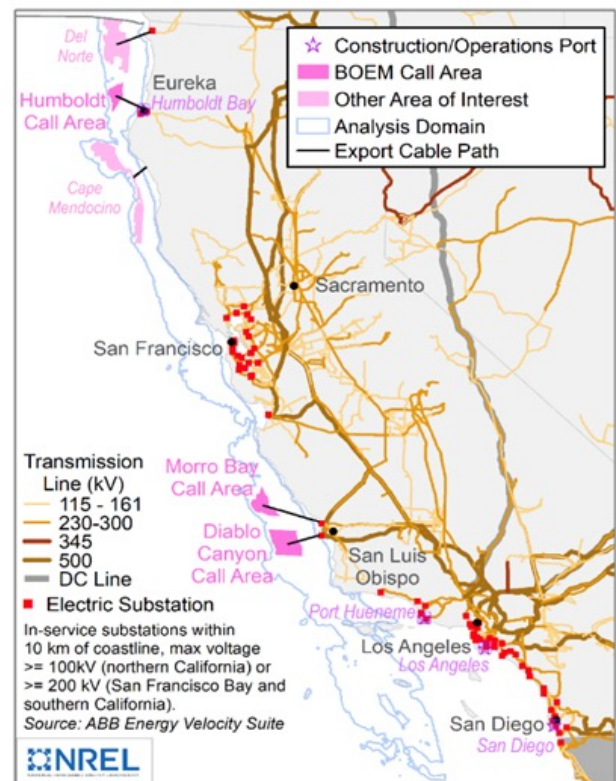 Del
Norte
Eureka
Humboldt Bay
Humboldt
Call Area
Cape
Mendocino
Construction/Operations Port
BOEM Call Area
Other Area of Interest
Analysis Domain
Export Cable Path
Sacramento
San Francisco
Morro Bay
Call Area
Diablo
Canyon
Call Area
San Luis
Obispo
Port Hueneme
Los Angeles
Los Angeles
San Diego
San Diego
Transmission
Line (kV)
115 - 161
230-300
345
500
DC Line
Electric Substation
In-service substations within
10 km of coastline, max voltage
>= 100kV (northern California) or
>= 200 kV (San Francisco Bay and
southern California).
Source: ABB Energy Velocity Suite
NREL